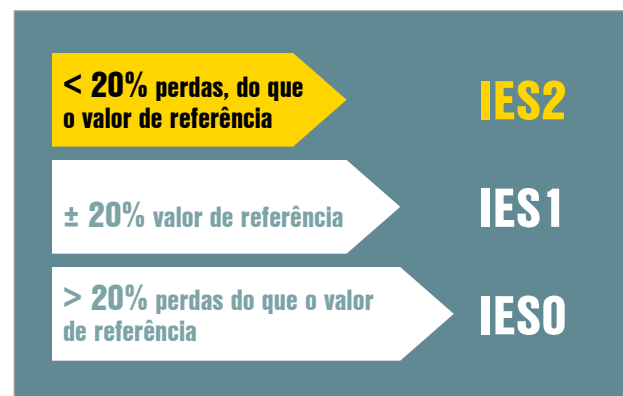 < 20% perdas, do que
o valor de referência
IES2
± 20% valor de referência
IES1
> 20% perdas do que o valor
de referência
IES0